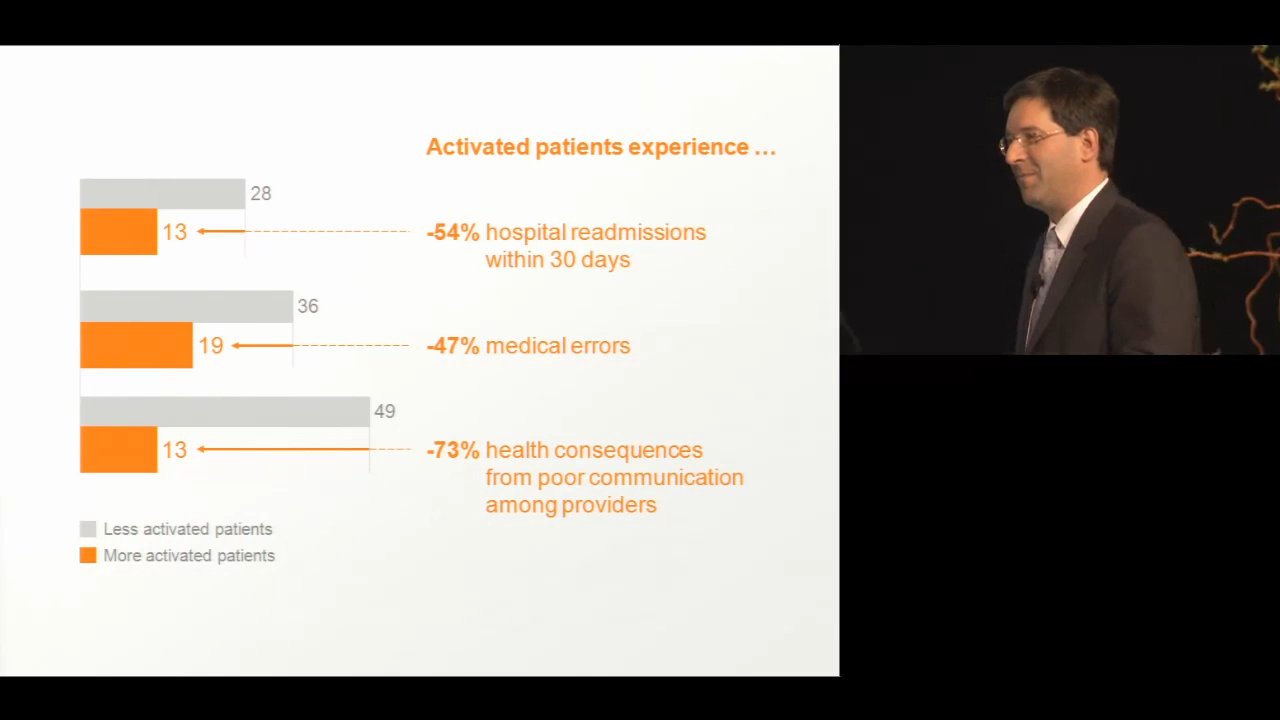 Activated patients experience ...
28
13
-54% hospital readmissions
within 30 days
36
19
-47% medical errors
49
13
-73% health consequences
from poor communication
among providers
Less activated patients
More activated patients